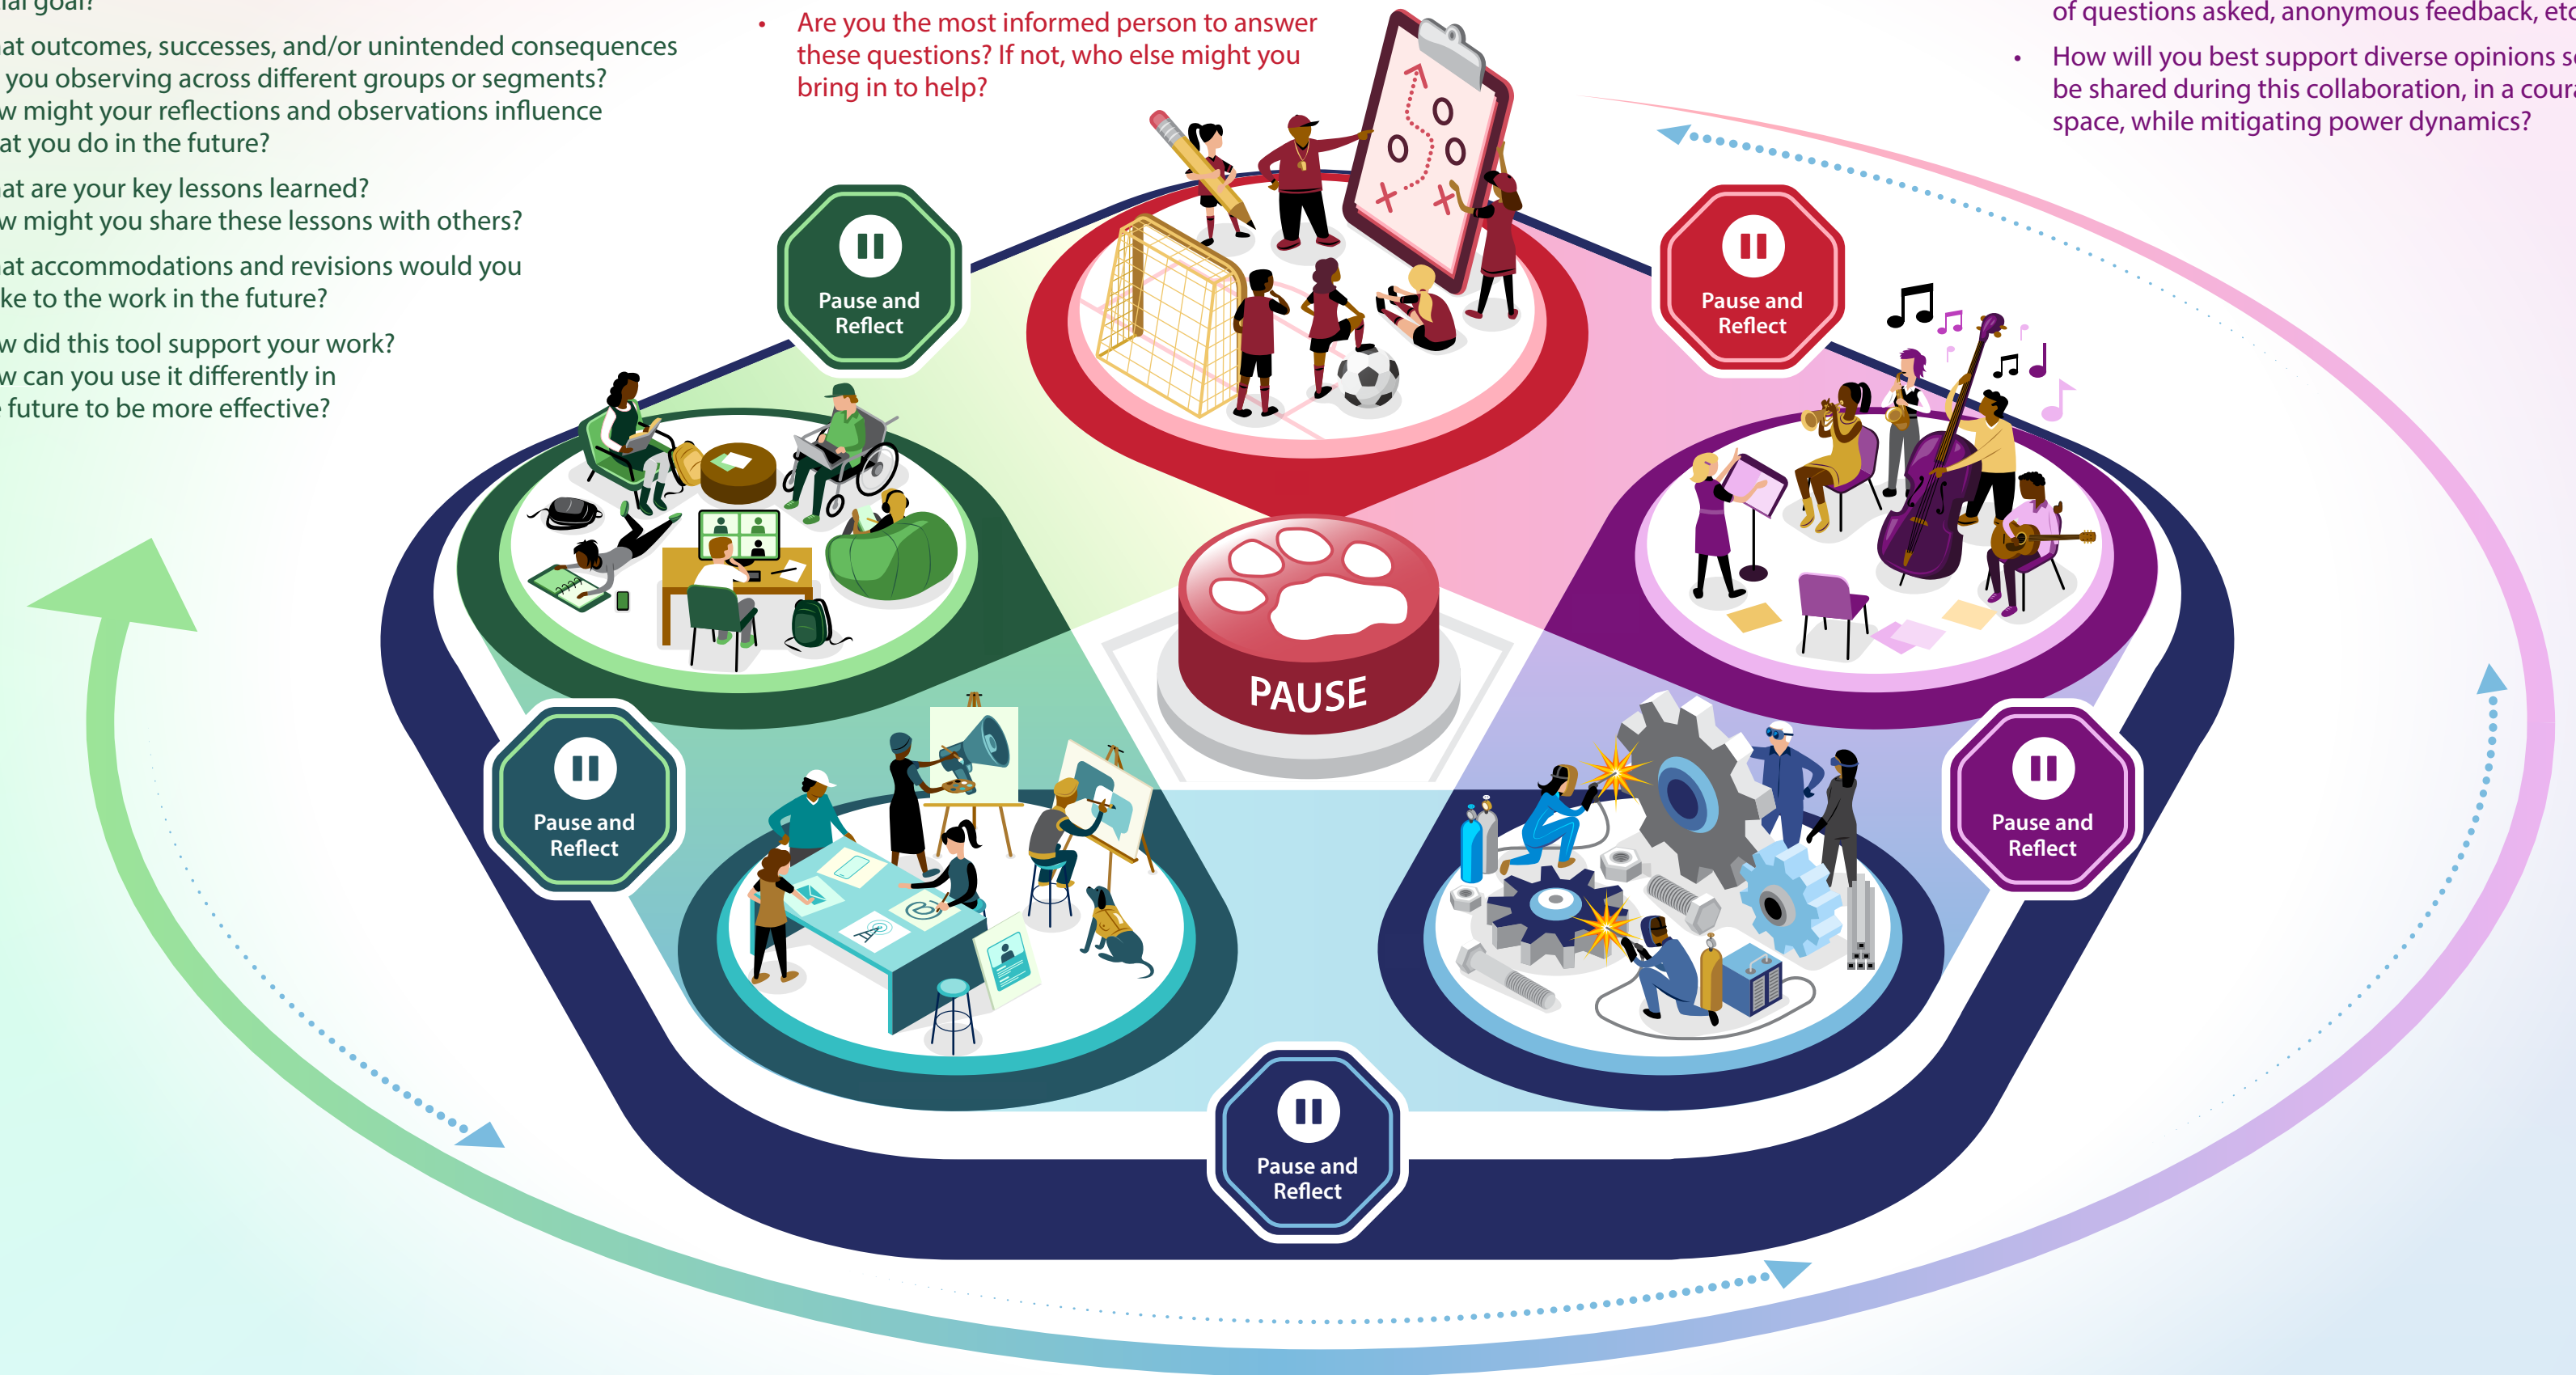 goal?
outcomes, successes, and/or unintended consequences
you observing across different groups or segments?
might your reflections and observations influence
you do in the future?
are your key lessons learned?
might you share these lessons with others?
accommodations and revisions would you
to the work in the future?
did this tool support your work?
can you use it differently in
future to be more effective?
• Are you the most informed person to answer
these questions? If not, who else might you
bring in to help?
of questions asked, anonymous feedback, etc
• How will you best support diverse opinions
be shared during this collaboration, in a
space, while mitigating power dynamics?
Pause and
Reflect
Pause and
Reflect
PAUSE
Pause and
Reflect
Pause and
Reflect
Pause and
Reflect
@